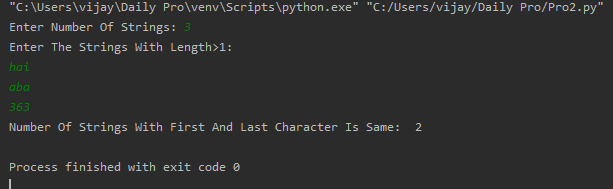 "C:\Users\vijay\Daily Pro\venv\Scripts\python.exe" "C:/Users/vijay/Daily Pro/Pro2.py"
Enter Number Of Strings: 3
Enter The Strings With Length>1:
hai
aba
363
Number Of Strings With First And Last Character Is Same:  2
Process finished with exit code 0